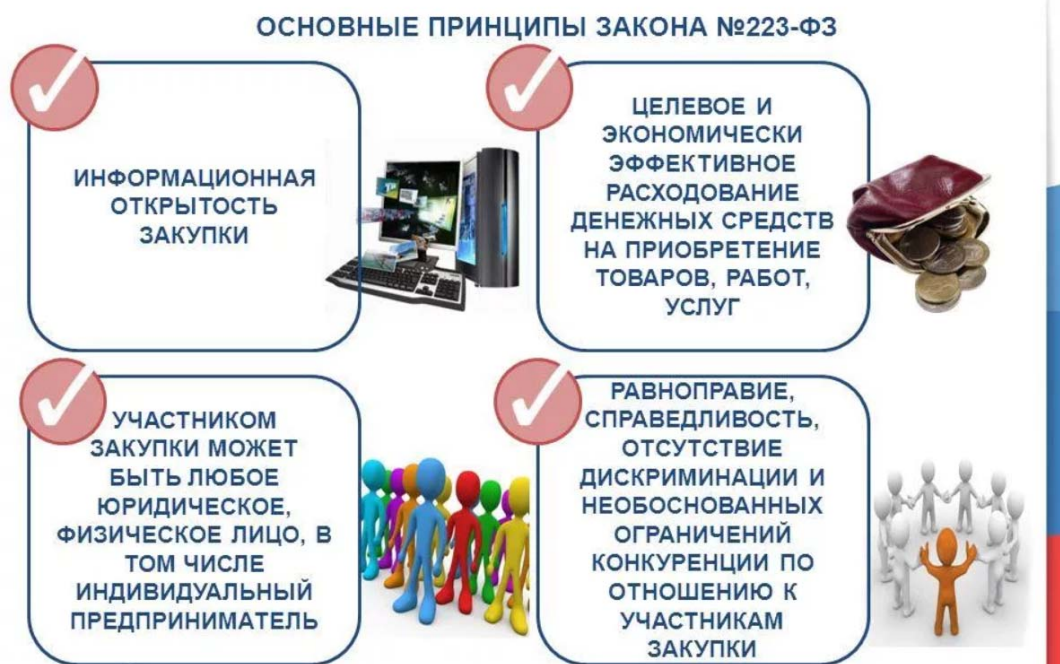 ОСНОВНЫЕ ПРИНЦИПЫ ЗАКОНА №223-ФЗ
ИНФОРМАЦИОННАЯ
ОТКРЫТОСТЬ
ЗАКУПКИ
ЦЕЛЕВОЕ И
ЭКОНОМИЧЕСКИ
ЭФФЕКТИВНОЕ
РАСХОДОВАНИЕ
ДЕНЕЖНЫХ СРЕДСТВ
НА ПРИОБРЕТЕНИЕ
ТОВАРОВ, РАБОТ,
УСЛУГ
УЧАСТНИКОМ
ЗАКУПКИ МОЖЕТ
БЫТЬ ЛЮБОЕ
ЮРИДИЧЕСКОЕ,
ФИЗИЧЕСКОЕ ЛИЦО, В
ТОМ ЧИСЛЕ
ИНДИВИДУАЛЬНЫЙ
ПРЕДПРИНИМАТЕЛЬ
РАВНОПРАВИЕ,
СПРАВЕДЛИВОСТЬ,
ОТСУТСТВИЕ
ДИСКРИМИНАЦИИ И
НЕОБОСНОВАННЫХ
ОГРАНИЧЕНИЙ
КОНКУРЕНЦИИ ПО
ОТНОШЕНИЮ К
УЧАСТНИКАМ
ЗАКУПКИ